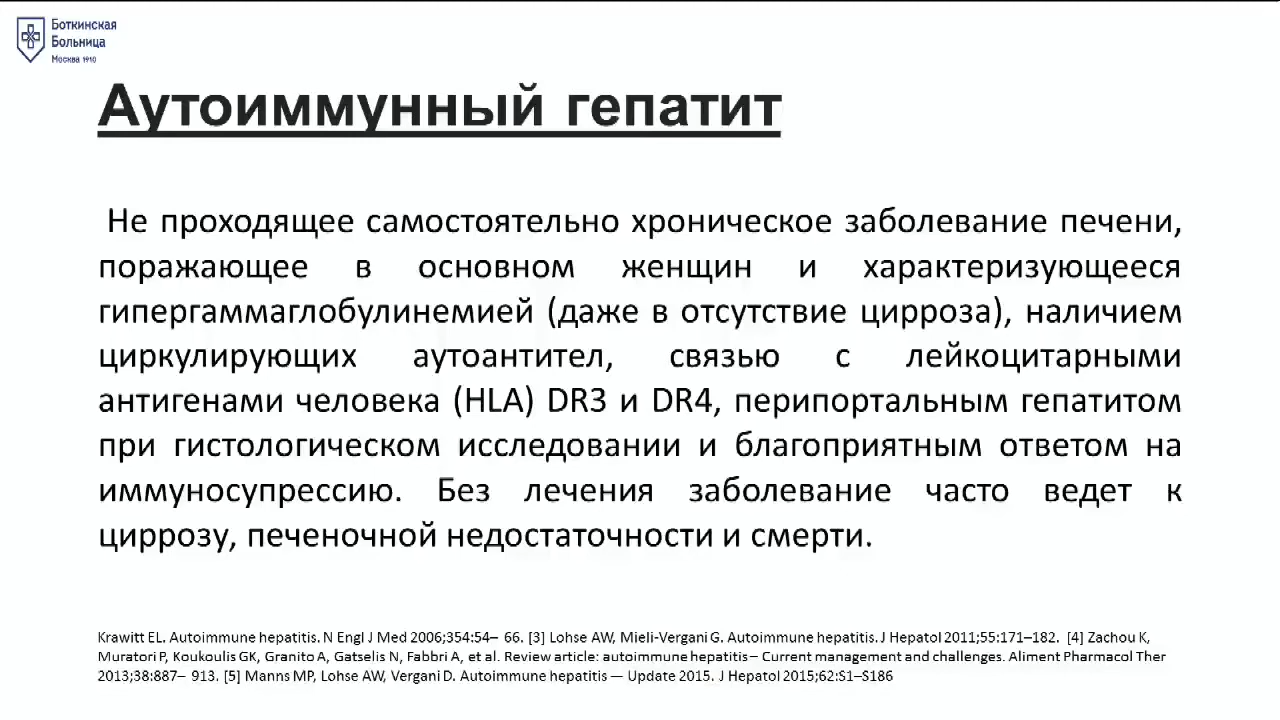 Боткинская
Больница
Москва 1910
Аутоиммунный гепатит
Не проходящее самостоятельно хроническое заболевание печени,
поражающее в основном женщин и характеризующееся
гипергаммаглобулинемией (даже в отсутствие цирроза), наличием
циркулирующих аутоантител, связью с лейкоцитарными
антигенами человека (HLA) DR3 и DR4, перипортальным гепатитом
при гистологическом исследовании и благоприятным ответом на
иммуносупрессию. Без лечения заболевание часто ведет к
циррозу, печеночной недостаточности и смерти.
Krawitt EL. Autoimmune hepatitis. N Engl J Med 2006;354:54– 66. [3] Lohse AW, Mieli-Vergani G. Autoimmune hepatitis. J Hepatol 2011;55:171–182. [4] Zachou K,
Muratori P, Koukoulis GK, Granito A, Gatselis N, Fabbri A, et al. Review article: autoimmune hepatitis – Current management and challenges. Aliment Pharmacol Ther
2013;38:887– 913. [5] Manns MP, Lohse AW, Vergani D. Autoimmune hepatitis — Update 2015. J Hepatol 2015;62:S1–S186